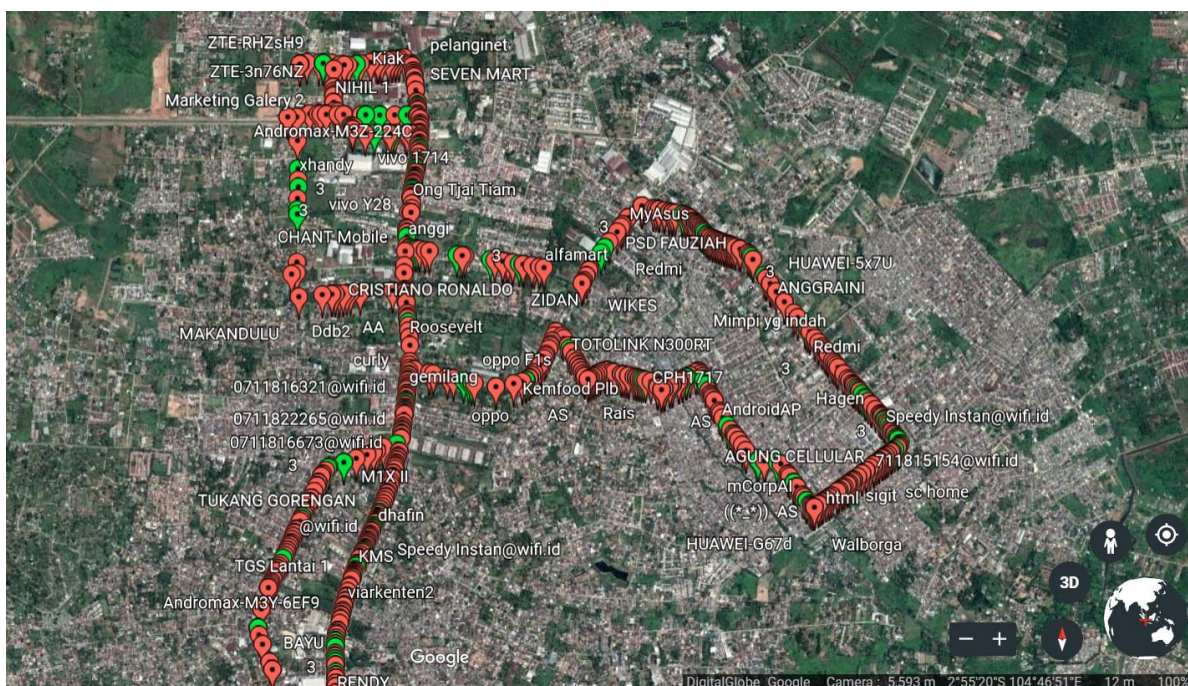 ZTE-RHZsH9
pelanginet
Kiak
ZTE-3n76NZ
SEVEN MART
NIHIL 1
Marketing Galery 2
Andromax-M3Z-224C
vivo 1714
xhandy
3
Ong Tjai Tiam
vivo Y28
3
MyAsus
anggi
3
CHANT Mobile
PSD FAUZIAH
alfamart
3
HUAWEI-5x7U
Redmi
3
CRISTIANO RONALDO
ANGGRAINI
ZIDAN
WIKES
Mimpi yg indah
MAKANDULU
Ddb2
AA
Roosevelt
TOTOLINK N300RT
Redmi
curly
oppo F1s
3
gemilang
CPH1717
0711816321@wifi.id
Kemfood Plb
Hagen
oppo
AS
Rais
AndroidAP
Speedy Instan@wifi.id
0711822265@wifi.id
AS
3
0711816673@wifi.id
AGUNG CELLULAR
711815154@wifi.id
3
M1X II
mCorpAI
html
sigit
sc home
TUKANG GORENGAN
((*_*))
AS
dhafin
@wifi.id
HUAWEI-G67d
Walborga
Speedy Instan@wifi.id
KMS
TGS Lantai 1
3D
viarkenten2
Andromax-M3Y-6EF9
BAYU
3
Google
RENDY
DigitalGlobe Google Camera : 5,593 m 2°55'20"S 104°46'51"E 12 m 100%